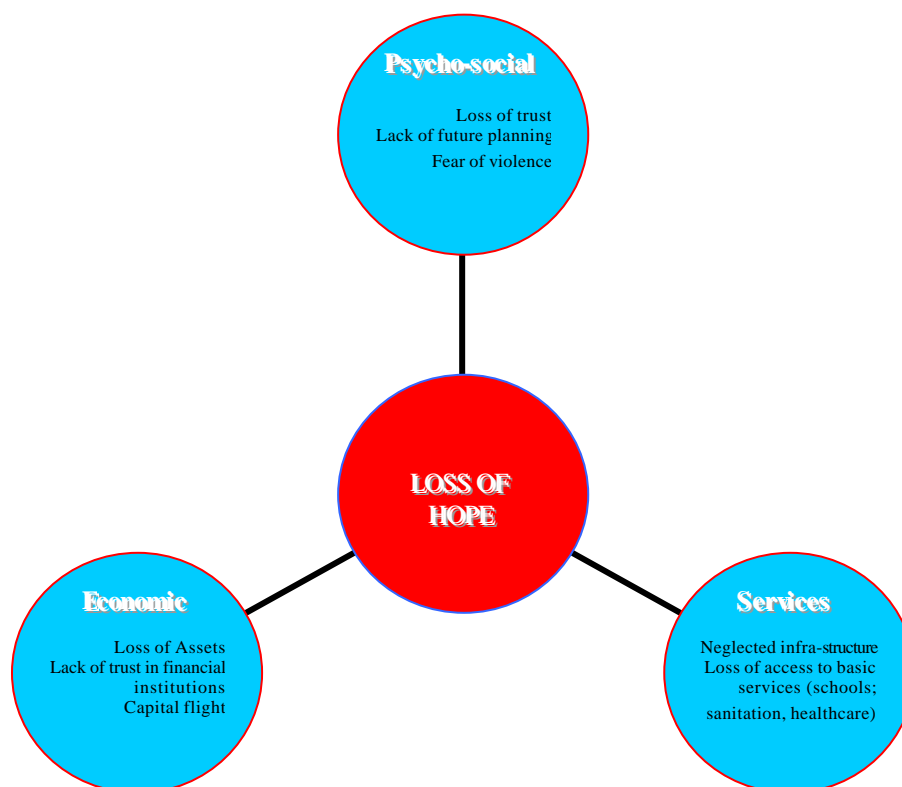 Psycho-social
Loss of trust
Lack of future planning
Fear of violence
LOSS OF
HOPE
Economic
Loss of Assets
Lack of trust in financial
institutions
Capital flight
Services
Neglected infra-structure
Loss of access to basic
services (schools;
sanitation, healthcare)